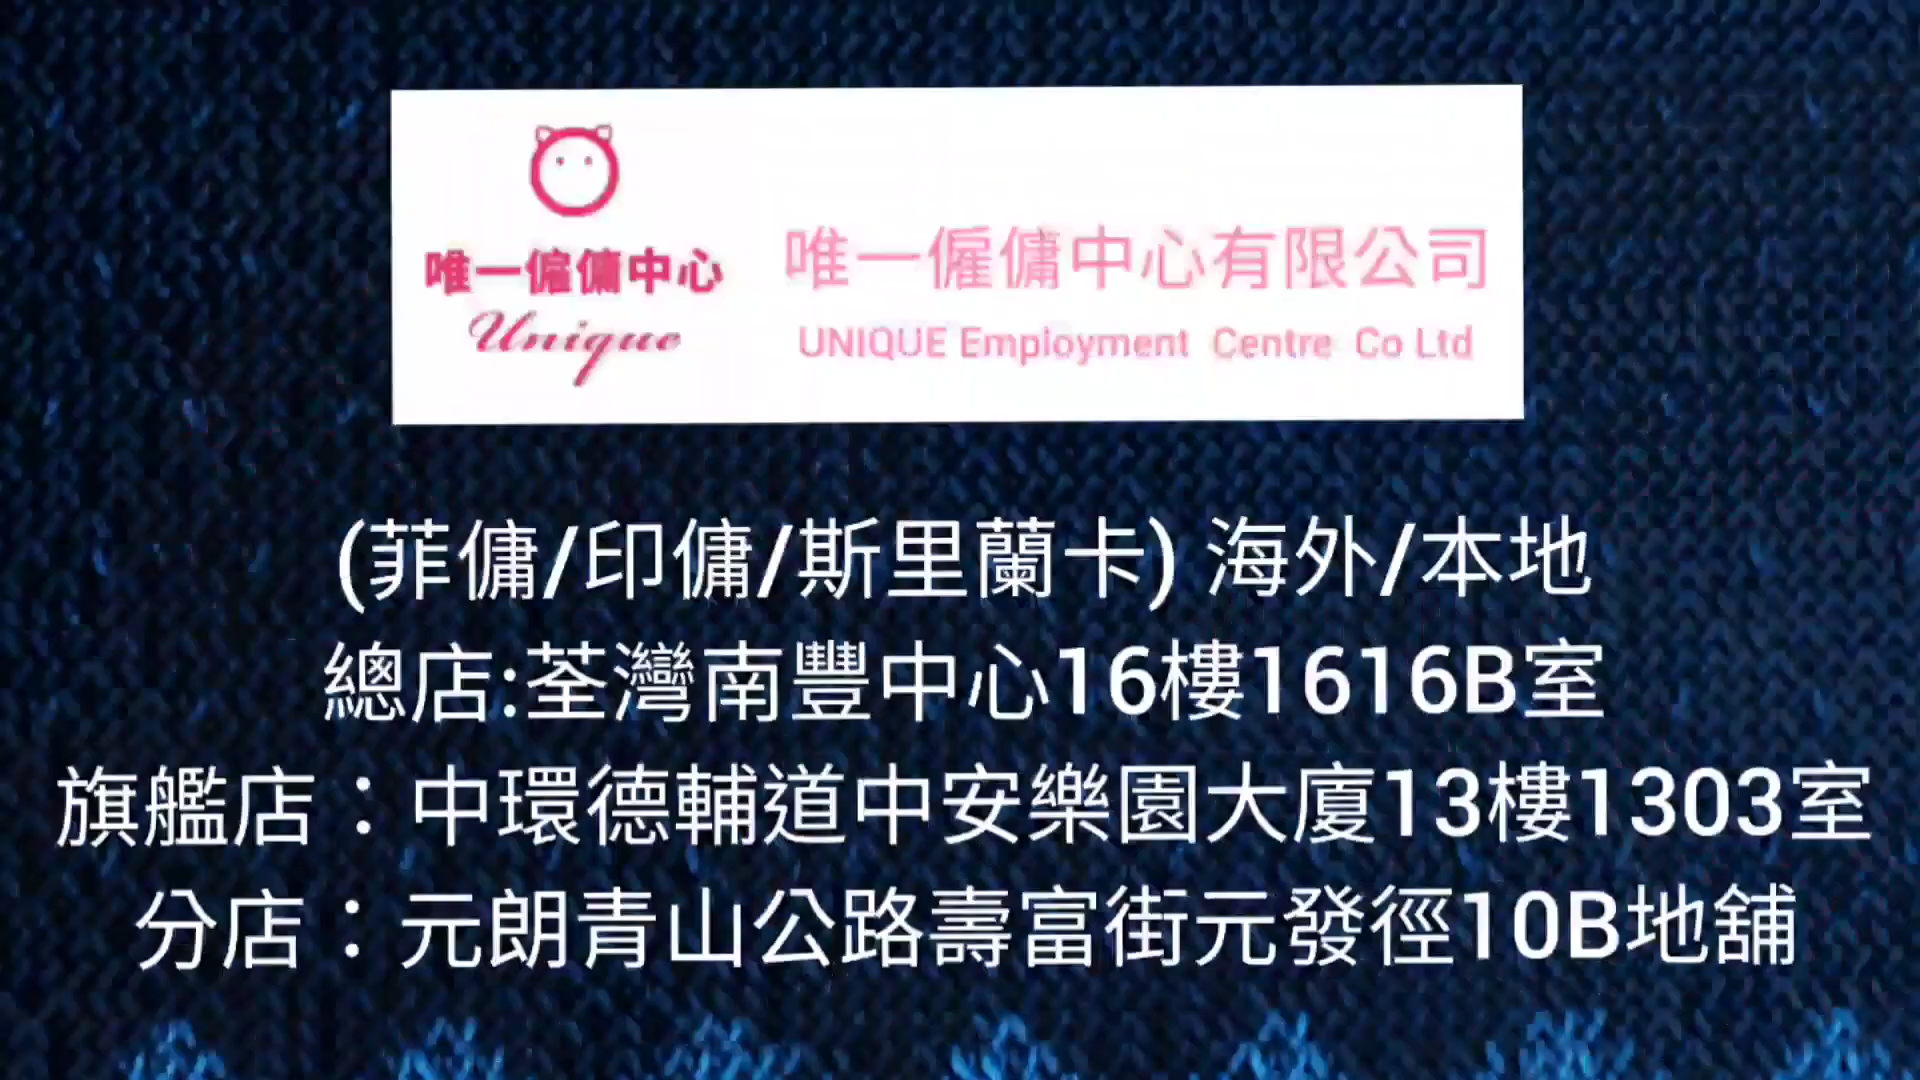 唯一僱傭中心
Unique
唯一僱傭中心有限公司
UNIQUE Employment Centre Co Ltd
(菲傭/印傭/斯里蘭卡) 海外/本地
總店:荃灣南豐中心16樓1616B室
旗艦店：中環德輔道中安樂園大廈13樓1303室
分店：元朗青山公路壽富街元發徑10B地舖